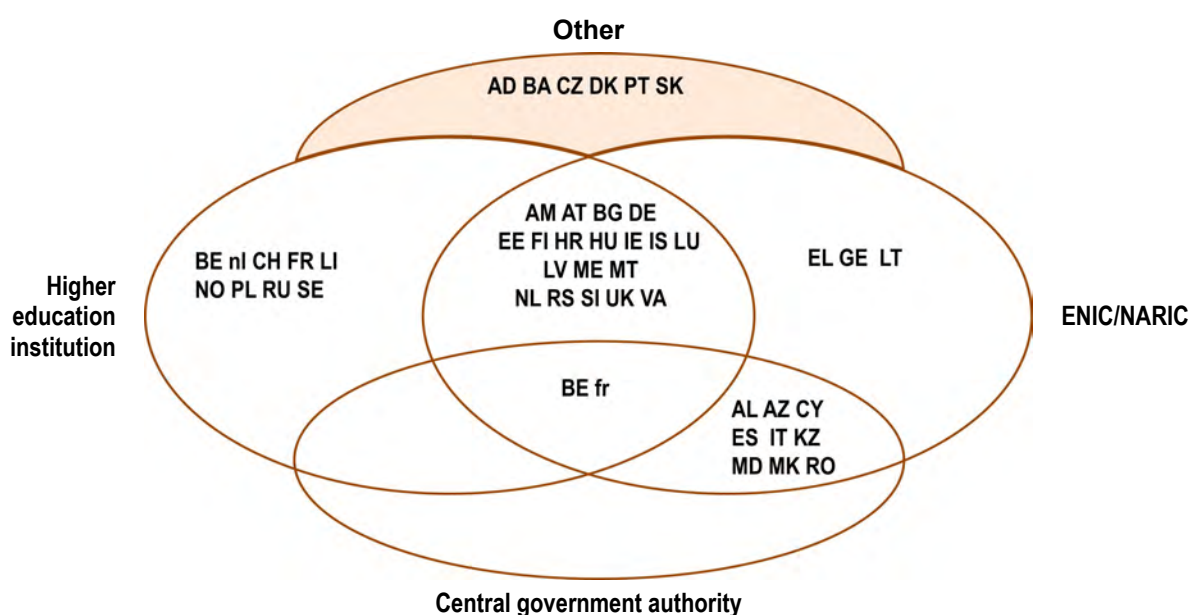 Other
AD BA CZ DK PT SK
AM AT BG DE
EE FI HR HU IE IS LU
LV ME MT
NL RS SI UK VA
BE nl CH FR LI
NO PL RU SE
EL GE LT
Higher
education
institution
ENIC/NARIC
BE fr
AL AZ CY
ES IT KZ
MD MK RO
Central government authority